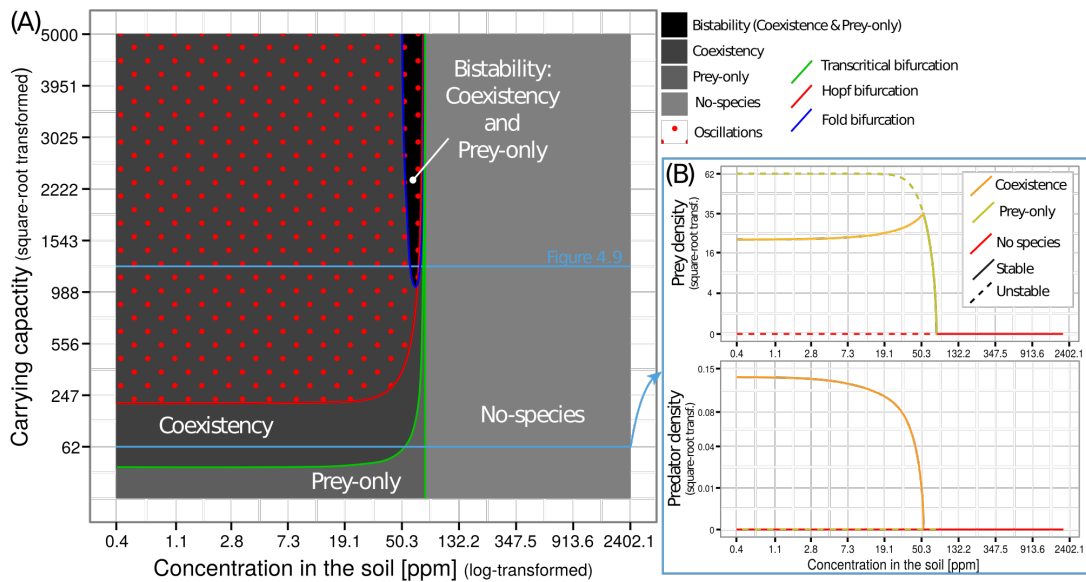 (A)
5000
3951
3025
2222
1543
988
556
247
62
Carrying capactity (square-root transformed)
Bistability:
Coexistency
and
Prey-only
Figure 4.9
No-species
Coexistency
Prey-only
0.4 1.1 2.8 7.3 19.1 50.3 132.2 347.5 913.6 2402.1
Concentration in the soil [ppm] (log-transformed)
Bistability (Coexistence & Prey-only)
Coexistency
Prey-only
No-species
Oscillations
Transcritical bifurcation
Hopf bifurcation
Fold bifurcation
(B)
62
35
16
4
0
Prey density
(square-root transf.)
Coexistence
Prey-only
No species
Stable
Unstable
0.4 1.1 2.8 7.3 19.1 50.3 132.2 347.5 913.6 2402.1
0.15
0.08
0.04
0.01
0
Predator density
(square-root transf.)
0.4 1.1 2.8 7.3 19.1 50.3 132.2 347.5 913.6 2402.1
Concentration in the soil [ppm]